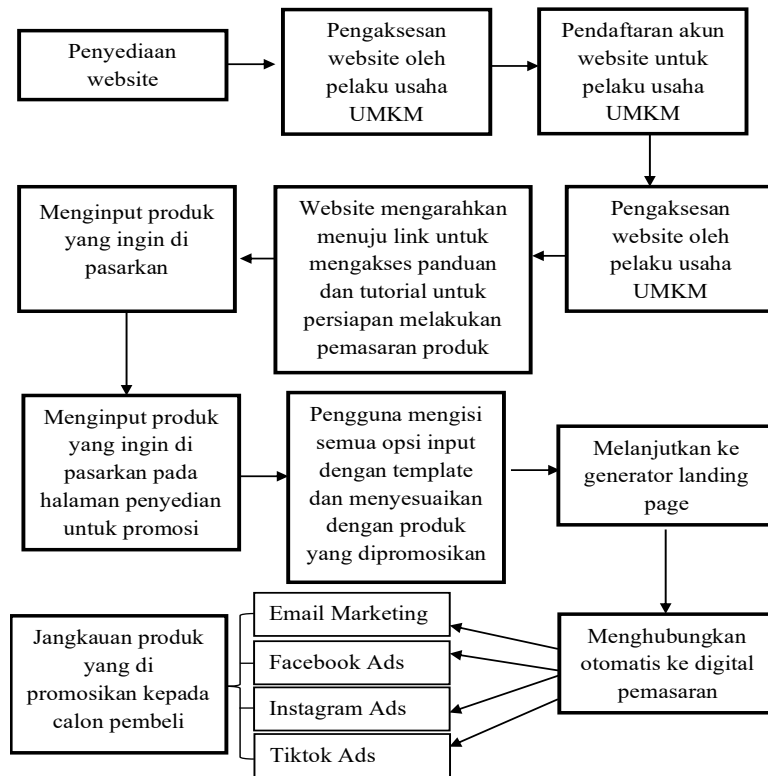 Penyediaan
website
Pengaksesan
website oleh
pelaku usaha
UMKM
Pendaftaran akun
website untuk
pelaku usaha
UMKM
Pengaksesan
website oleh
pelaku usaha
UMKM
Website mengarahkan
menuju link untuk
mengakses panduan
dan tutorial untuk
persiapan melakukan
pemasaran produk
Menginput produk
yang ingin di
pasarkan
Menginput produk
yang ingin di
pasarkan pada
halaman penyedian
untuk promosi
Pengguna mengisi
semua opsi input
dengan template
dan menyesuaikan
dengan produk
yang dipromosikan
Melanjutkan ke
generator landing
page
Menghubungkan
otomatis ke digital
pemasaran
Email Marketing
Facebook Ads
Instagram Ads
Tiktok Ads
Jangkauan produk
yang di
promosikan kepada
calon pembeli